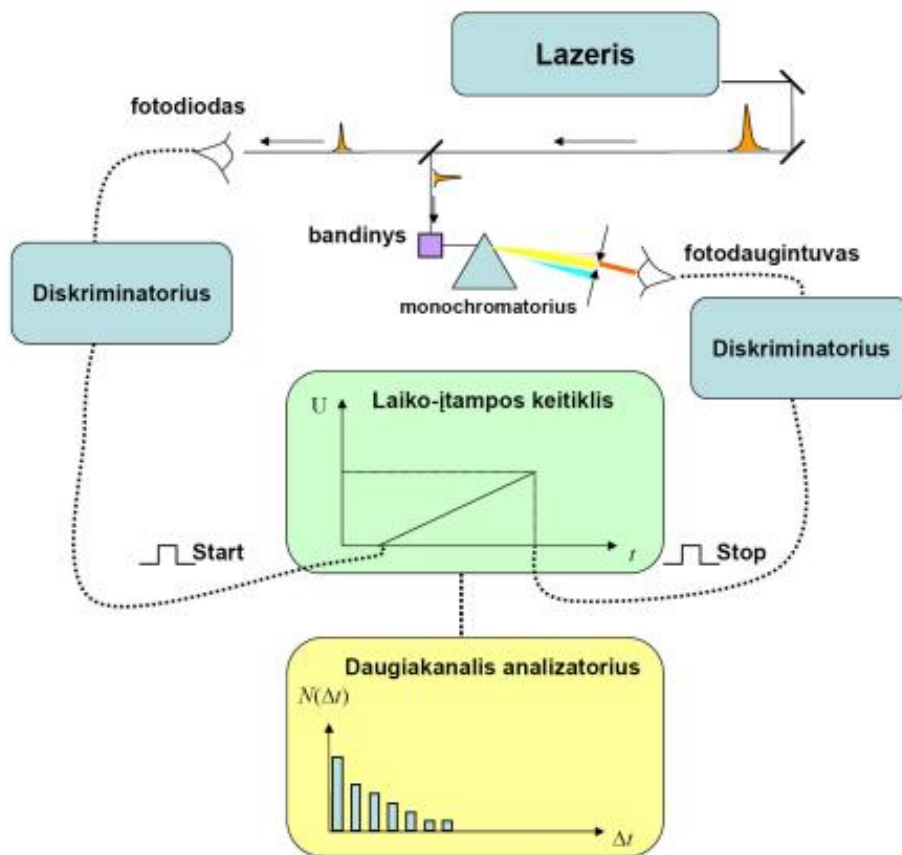 Lazeris
fotodiodas
bandinys
fotodaugintuvas
monochromatorius
Diskriminatorius
Diskriminatorius
Laiko-įtampos keitiklis
U
t
Start
Stop
Daugiakanalis analizatorius
N(Δt)
Δt